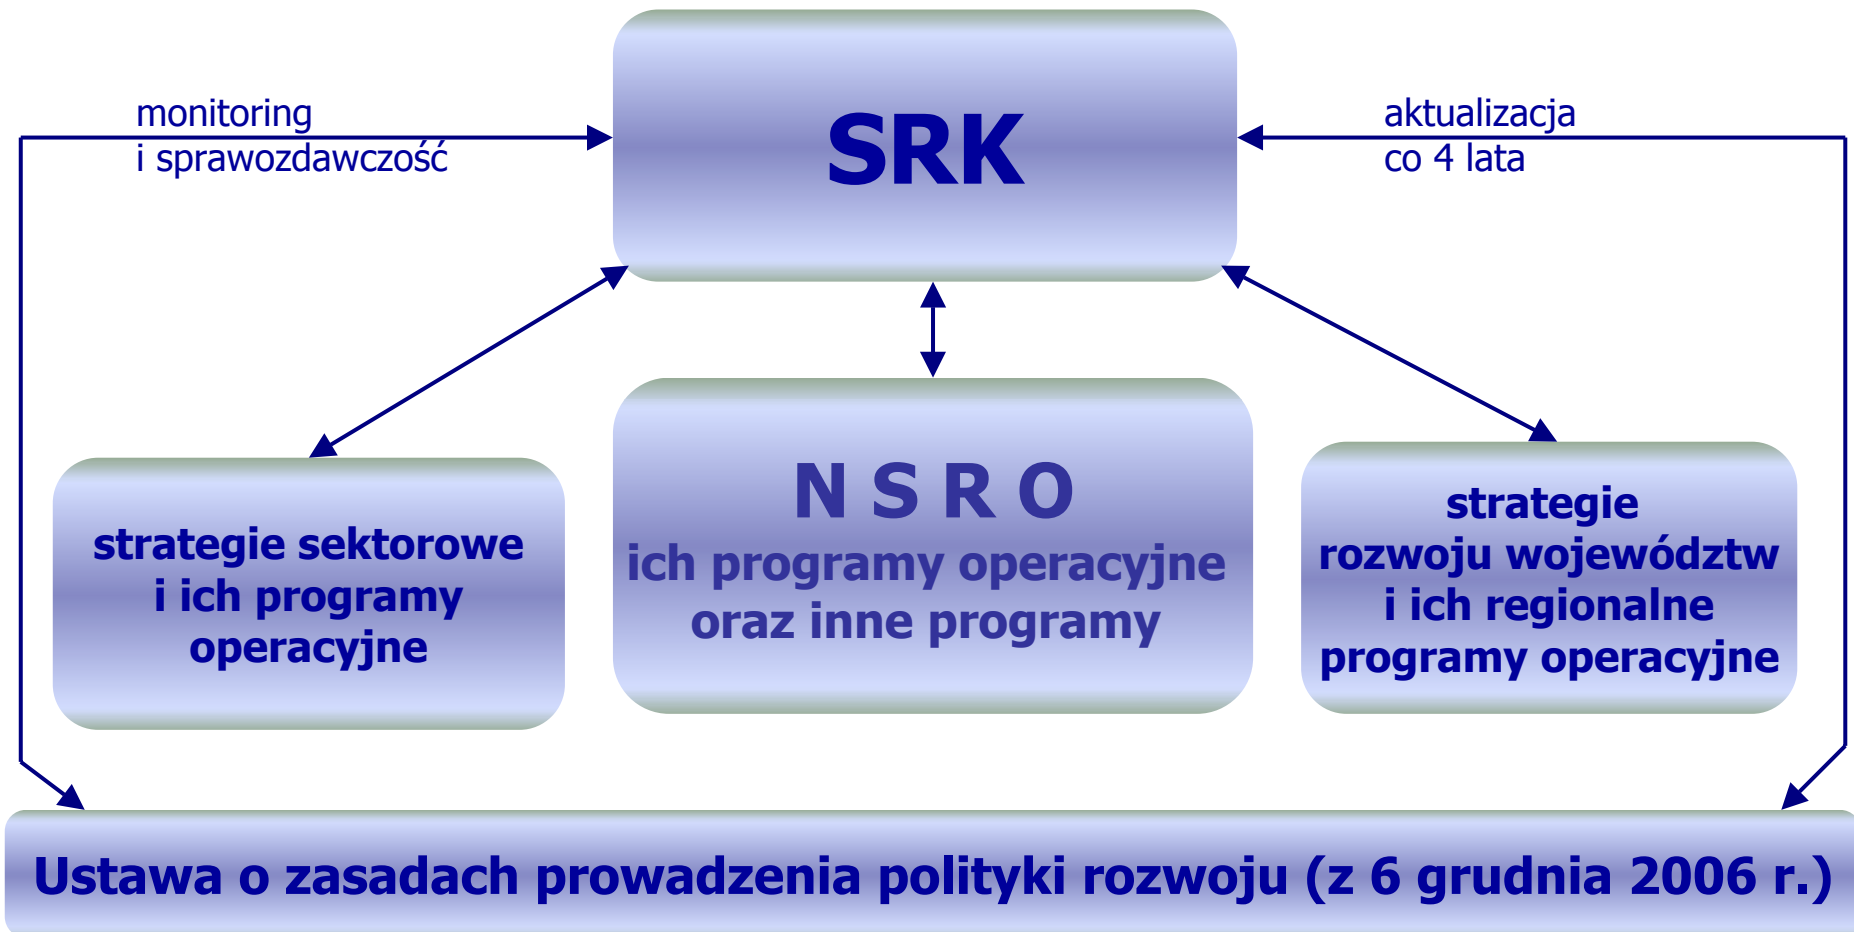 monitoring
i sprawozdawczość
SRK
aktualizacja
co 4 lata
strategie sektorowe
i ich programy
operacyjne
N S R O
ich programy operacyjne
oraz inne programy
strategie
rozwoju województw
i ich regionalne
programy operacyjne
Ustawa o zasadach prowadzenia polityki rozwoju (z 6 grudnia 2006 r.)